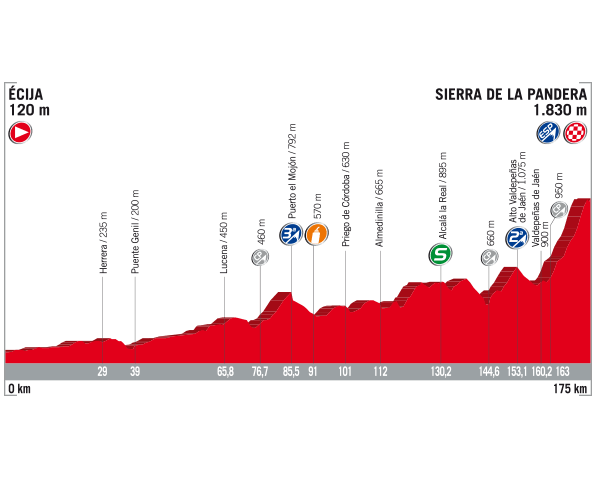 ÉCIJA
120 m
SIERRA DE LA PANDERA
1.830 m
ESP
Herrera / 235 m
Puente Genil / 200 m
Lucena / 450 m
460 m
Puerto el Mojón / 792 m
3ª
570 m
Priego de Córdoba / 630 m
Almedinilla / 665 m
Alcalá la Real / 895 m
S
660 m
Alto Valdepeñas
de Jaén / 1.075 m
2ª
Valdepeñas de Jaén
900 m
950 m
29
39
65,8
76,7
85,5
91
101
112
130,2
144,6
153,1
160,2
163
0 km
175 km